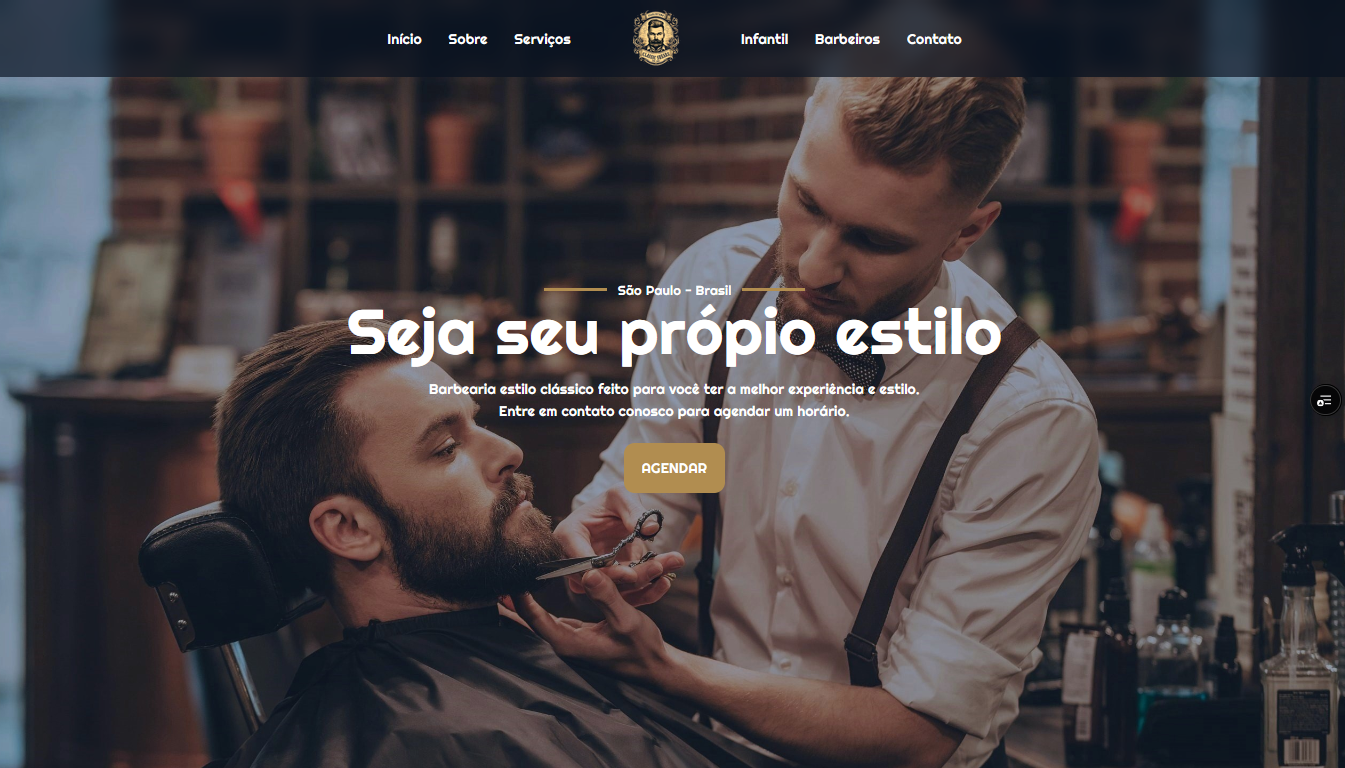 Início Sobre Serviços Infantil Barbeiros Contato
São Paulo - Brasil
Seja seu própio estilo
Barbearia estilo clássico feito para você ter a melhor experiência e estilo.
Entre em contato conosco para agendar um horário.
AGENDAR